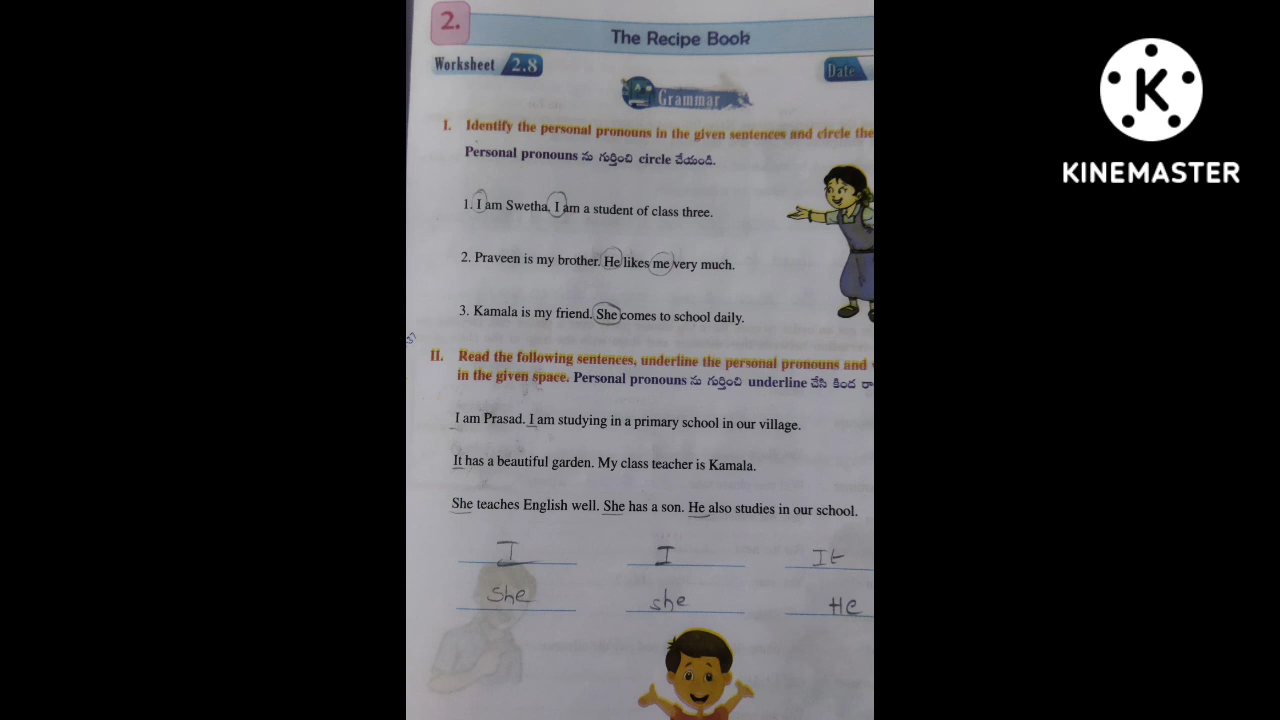 2.
The Recipe Book
Worksheet 2.8
Date
Grammar
K
KINEMASTER
I. Identify the personal pronouns in the given sentences and circle the
Personal pronouns ను గుర్తించి circle చేయండి.
1. I am Swetha. I am a student of class three.
2. Praveen is my brother. He likes me very much.
3. Kamala is my friend. She comes to school daily.
II. Read the following sentences, underline the personal pronouns and
in the given space. Personal pronouns ను గుర్తించి underline చేసి కింద రా
I am Prasad. I am studying in a primary school in our village.
It has a beautiful garden. My class teacher is Kamala.
She teaches English well. She has a son. He also studies in our school.
I I It
She she He